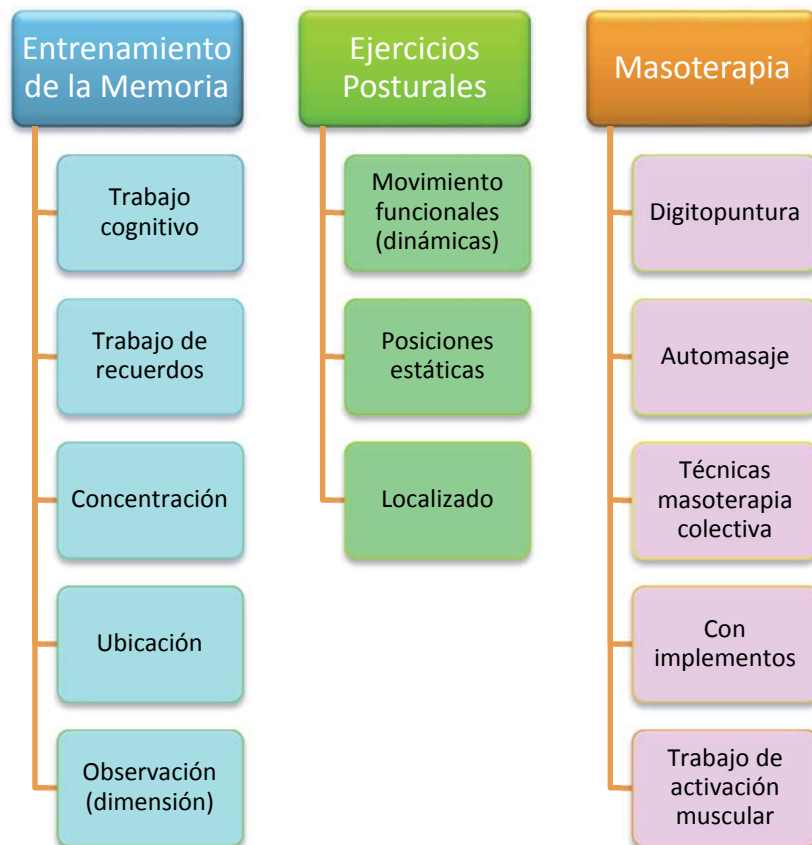 Entrenamiento
de la Memoria
Trabajo
cognitivo
Trabajo de
recuerdos
Concentración
Ubicación
Observación
(dimensión)
Ejercicios
Posturales
Movimiento
funcionales
(dinámicas)
Posiciones
estáticas
Localizado
Masoterapia
Digitopuntura
Automasaje
Técnicas
masoterapia
colectiva
Con
implementos
Trabajo de
activación
muscular